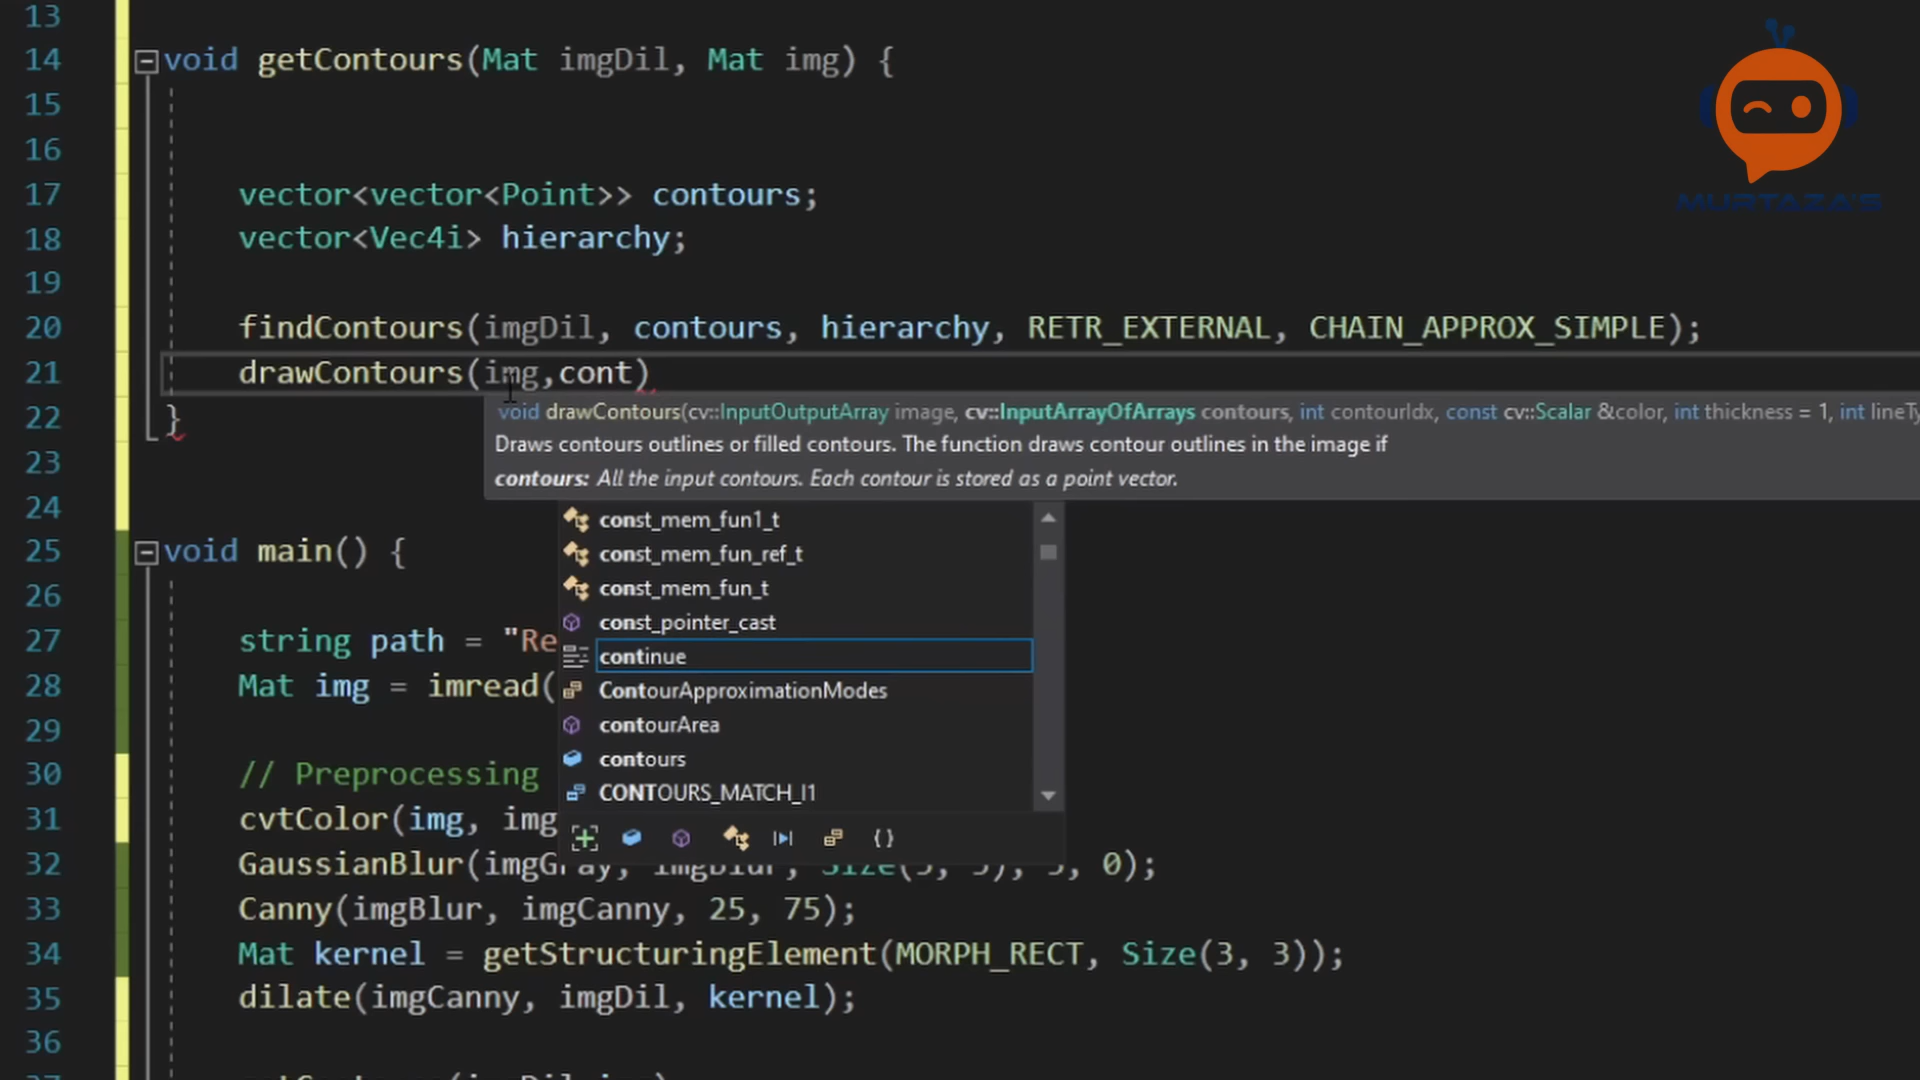 13
14 void getContours(Mat imgDil, Mat img) {
15
16
17 vector<vector<Point>> contours;
18 vector<Vec4i> hierarchy;
19
20 findContours(imgDil, contours, hierarchy, RETR_EXTERNAL, CHAIN_APPROX_SIMPLE);
21 drawContours(img,cont)
22 }
void drawContours(cv::InputOutputArray image, cv::InputArrayOfArrays contours, int contourIdx, const cv::Scalar &color, int thickness = 1, int lineTy
Draws contours outlines or filled contours. The function draws contour outlines in the image if
contours: All the input contours. Each contour is stored as a point vector.
const_mem_fun1_t
const_mem_fun_ref_t
const_mem_fun_t
const_pointer_cast
continue
ContourApproximationModes
contourArea
contours
CONTOURS_MATCH_I1
23
24
25 void main() {
26
27 string path = "Re
28 Mat img = imread(
29
30 // Preprocessing
31 cvtColor(img, img
32 GaussianBlur(imgGray, imgBlur, Size(3, 3), 3, 0);
33 Canny(imgBlur, imgCanny, 25, 75);
34 Mat kernel = getStructuringElement(MORPH_RECT, Size(3, 3));
35 dilate(imgCanny, imgDil, kernel);
36
MURTAZA'S